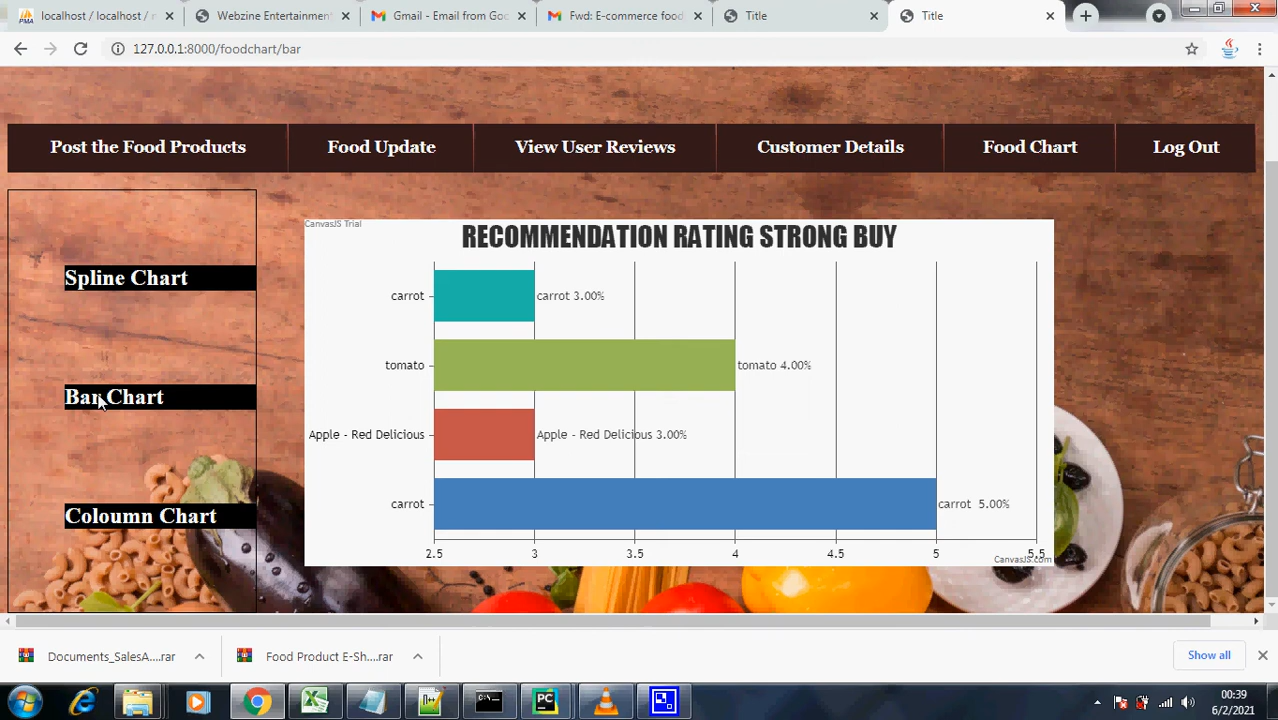 localhost / localhost / r
Webzine Entertainment
Gmail - Email from Goo
Fwd: E-commerce food
Title
Title
127.0.0.1:8000/foodchart/bar
Post the Food Products
Food Update
View User Reviews
Customer Details
Food Chart
Log Out
Spline Chart
Bar Chart
Coloumn Chart
CanvasJS Trial
RECOMMENDATION RATING STRONG BUY
carrot
carrot 3.00%
tomato
tomato 4.00%
Apple - Red Delicious
Apple - Red Delicious 3.00%
carrot
carrot 5.00%
2.5 3 3.5 4 4.5 5 5.5
CanvasJS.com
Documents_SalesA....rar
Food Product E-Sh....rar
Show all
00:39
6/2/2021